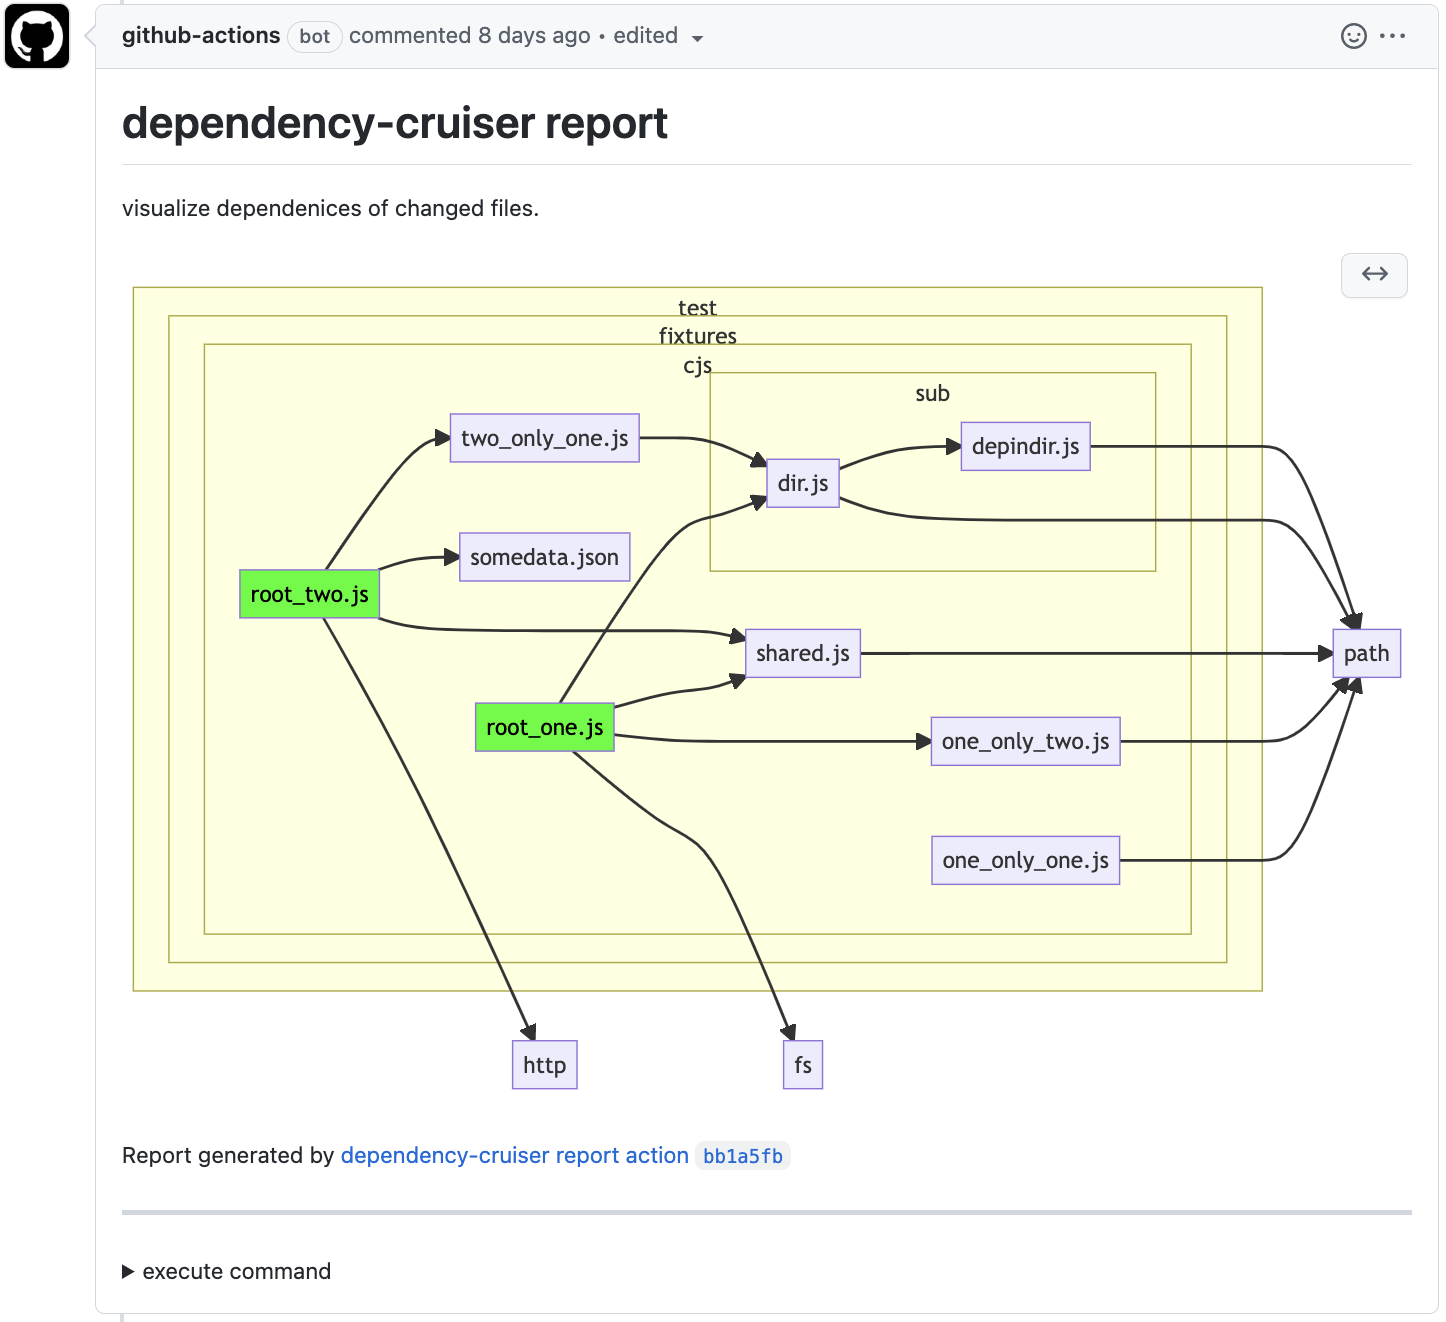 github-actions bot commented 8 days ago • edited
dependency-cruiser report
visualize dependenices of changed files.
test
fixtures
cjs
sub
two_only_one.js
depindir.js
dir.js
somedata.json
root_two.js
shared.js
path
root_one.js
one_only_two.js
one_only_one.js
http
fs
Report generated by dependency-cruiser report action bb1a5fb
execute command